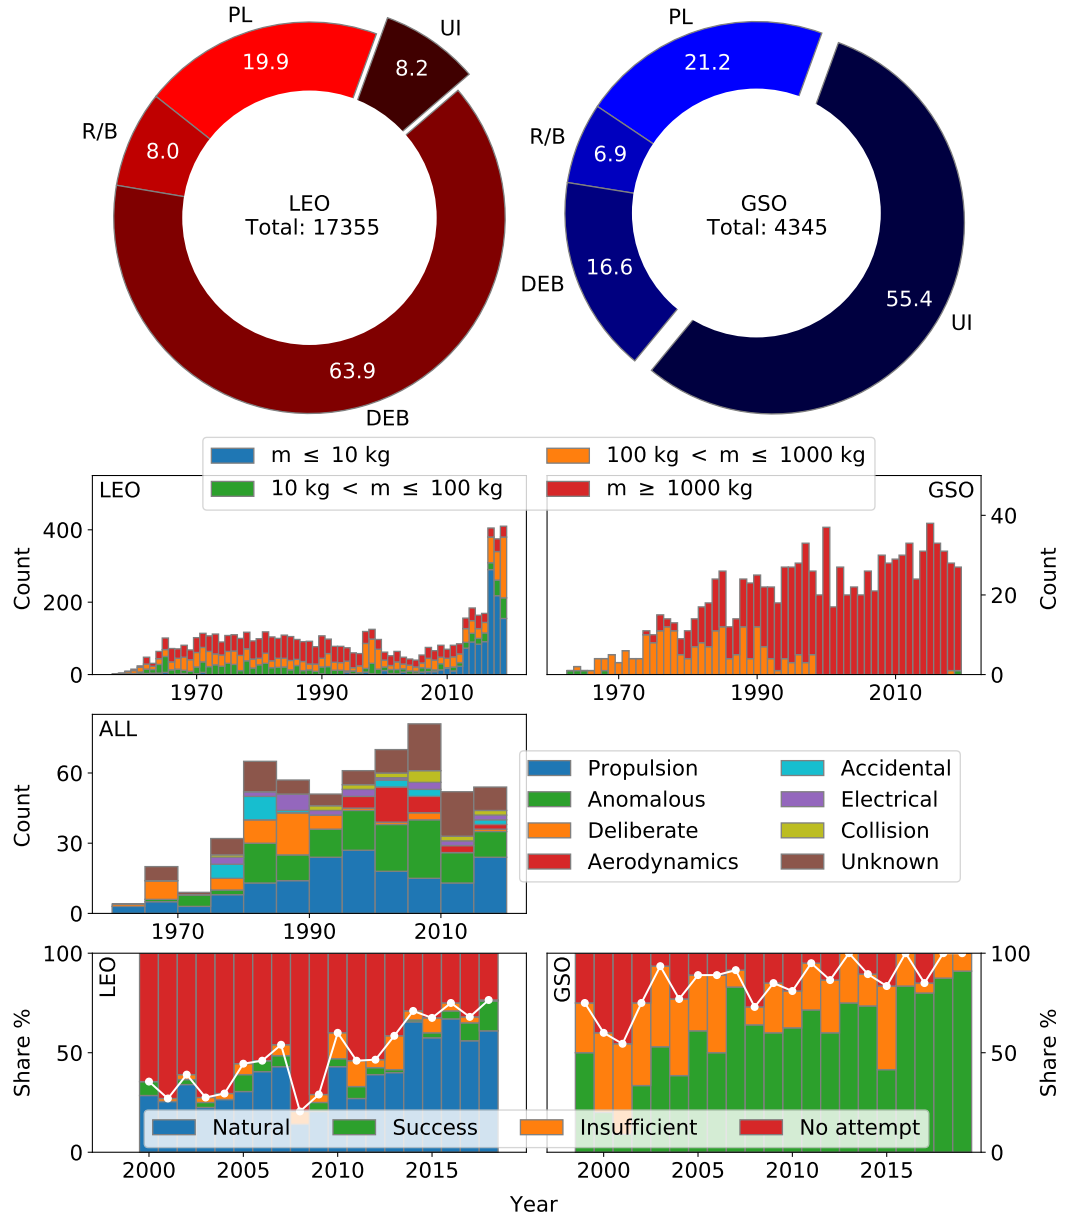 PL
UI
19.9
8.2
R/B
8.0
LEO
Total: 17355
63.9
DEB
PL
21.2
R/B
6.9
GSO
Total: 4345
16.6
DEB
55.4
UI
m ≤ 10 kg
100 kg < m ≤ 1000 kg
10 kg < m ≤ 100 kg
m ≥ 1000 kg
LEO
400
200
0
Count
1970
1990
2010
GSO
40
20
0
Count
1970
1990
2010
ALL
60
30
0
Count
1970
1990
2010
Propulsion
Anomalous
Deliberate
Aerodynamics
Accidental
Electrical
Collision
Unknown
100
50
0
Share %
LEO
2000
2005
2010
2015
GSO
100
50
0
Share %
2000
2005
2010
2015
Natural
Success
Insufficient
No attempt
Year